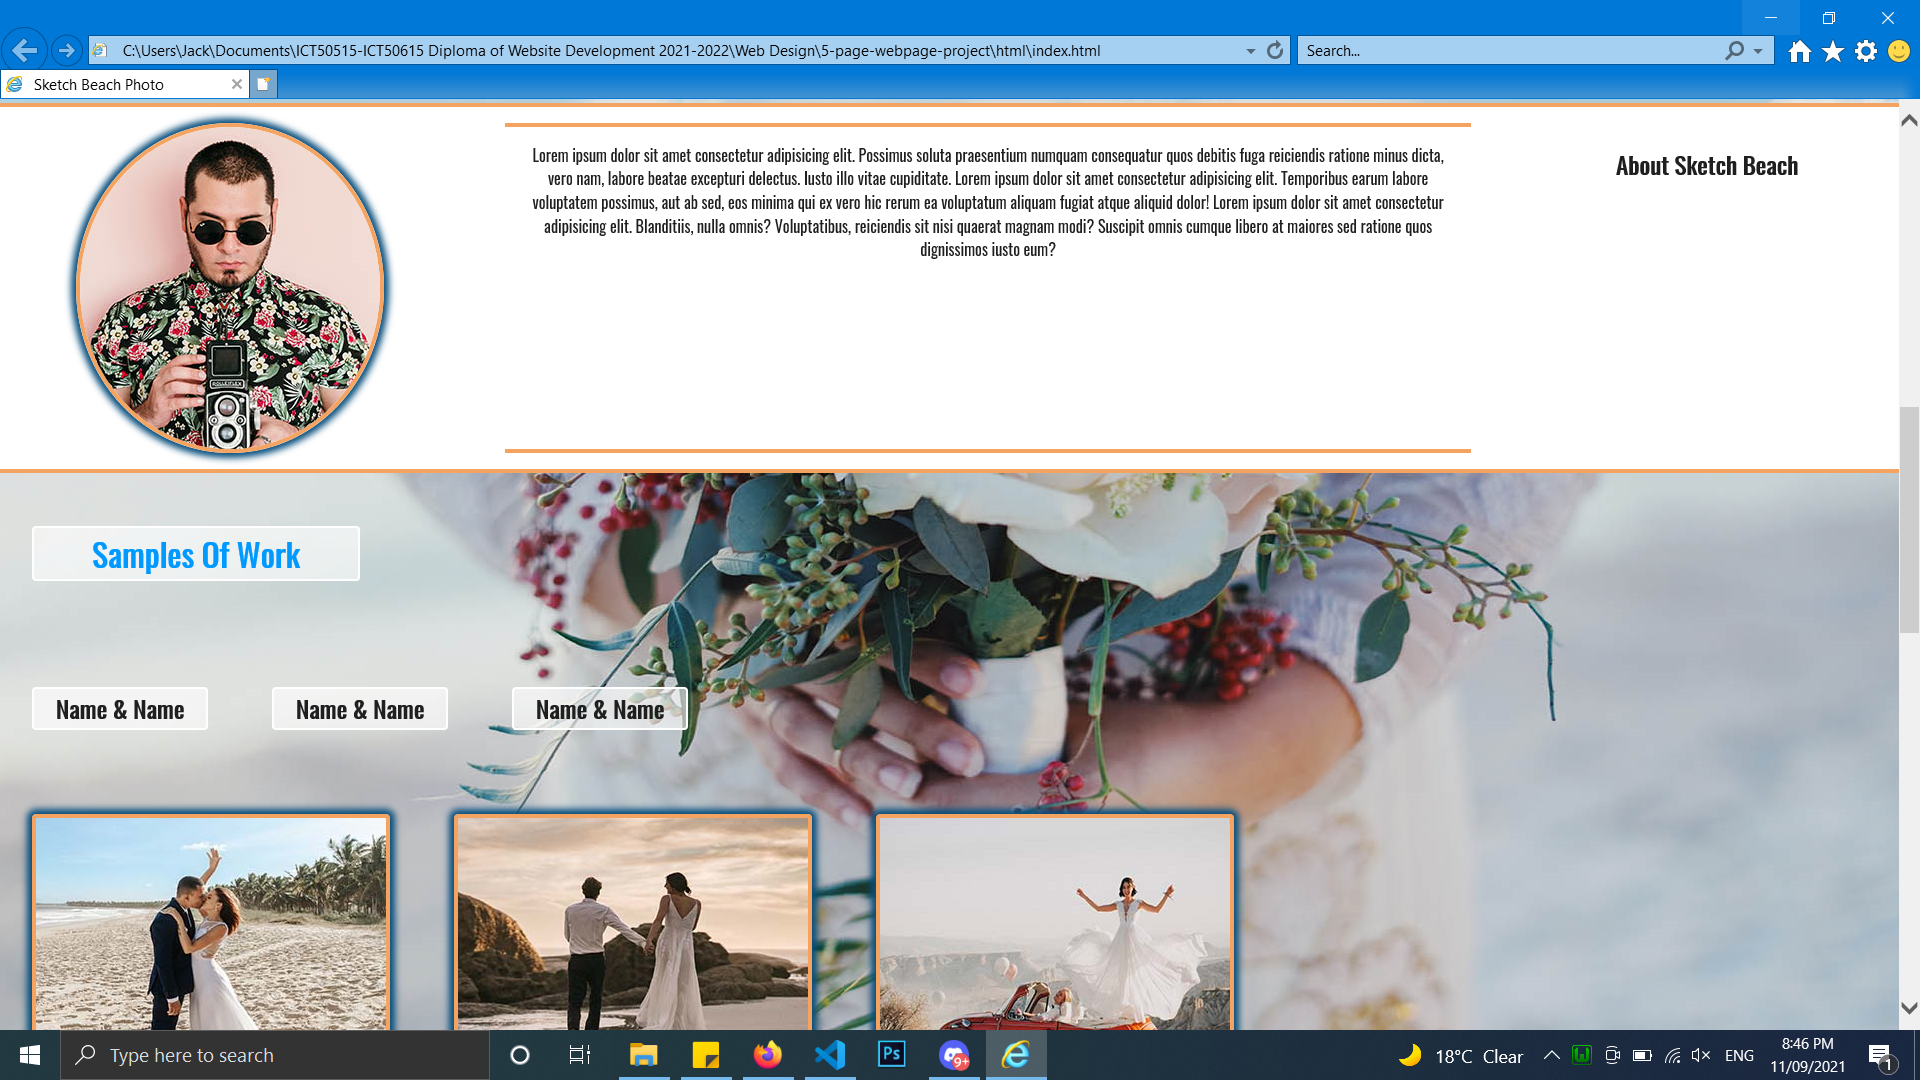 C:\Users\Jack\Documents\ICT50515-ICT50615 Diploma of Website Development 2021-2022\Web Design\5-page-webpage-project\html\index.html
Search...
Sketch Beach Photo
Lorem ipsum dolor sit amet consectetur adipisicing elit. Possimus soluta praesentium numquam consequatur quos debitis fuga reiciendis ratione minus dicta,
vero nam, labore beatae excepturi delectus. Iusto illo vitae cupiditate. Lorem ipsum dolor sit amet consectetur adipisicing elit. Temporibus earum labore
voluptatem possimus, aut ab sed, eos minima qui ex vero hic rerum ea voluptatum aliquam fugiat atque aliquid dolor! Lorem ipsum dolor sit amet consectetur
adipisicing elit. Blanditiis, nulla omnis? Voluptatibus, reiciendis sit nisi quaerat magnam modi? Suscipit omnis cumque libero at maiores sed ratione quos
dignissimos iusto eum?
About Sketch Beach
ROLLEIFLEX
Samples Of Work
Name & Name
Name & Name
Name & Name
Type here to search
Ps
9+
18°C Clear
ENG
8:46 PM
11/09/2021
1